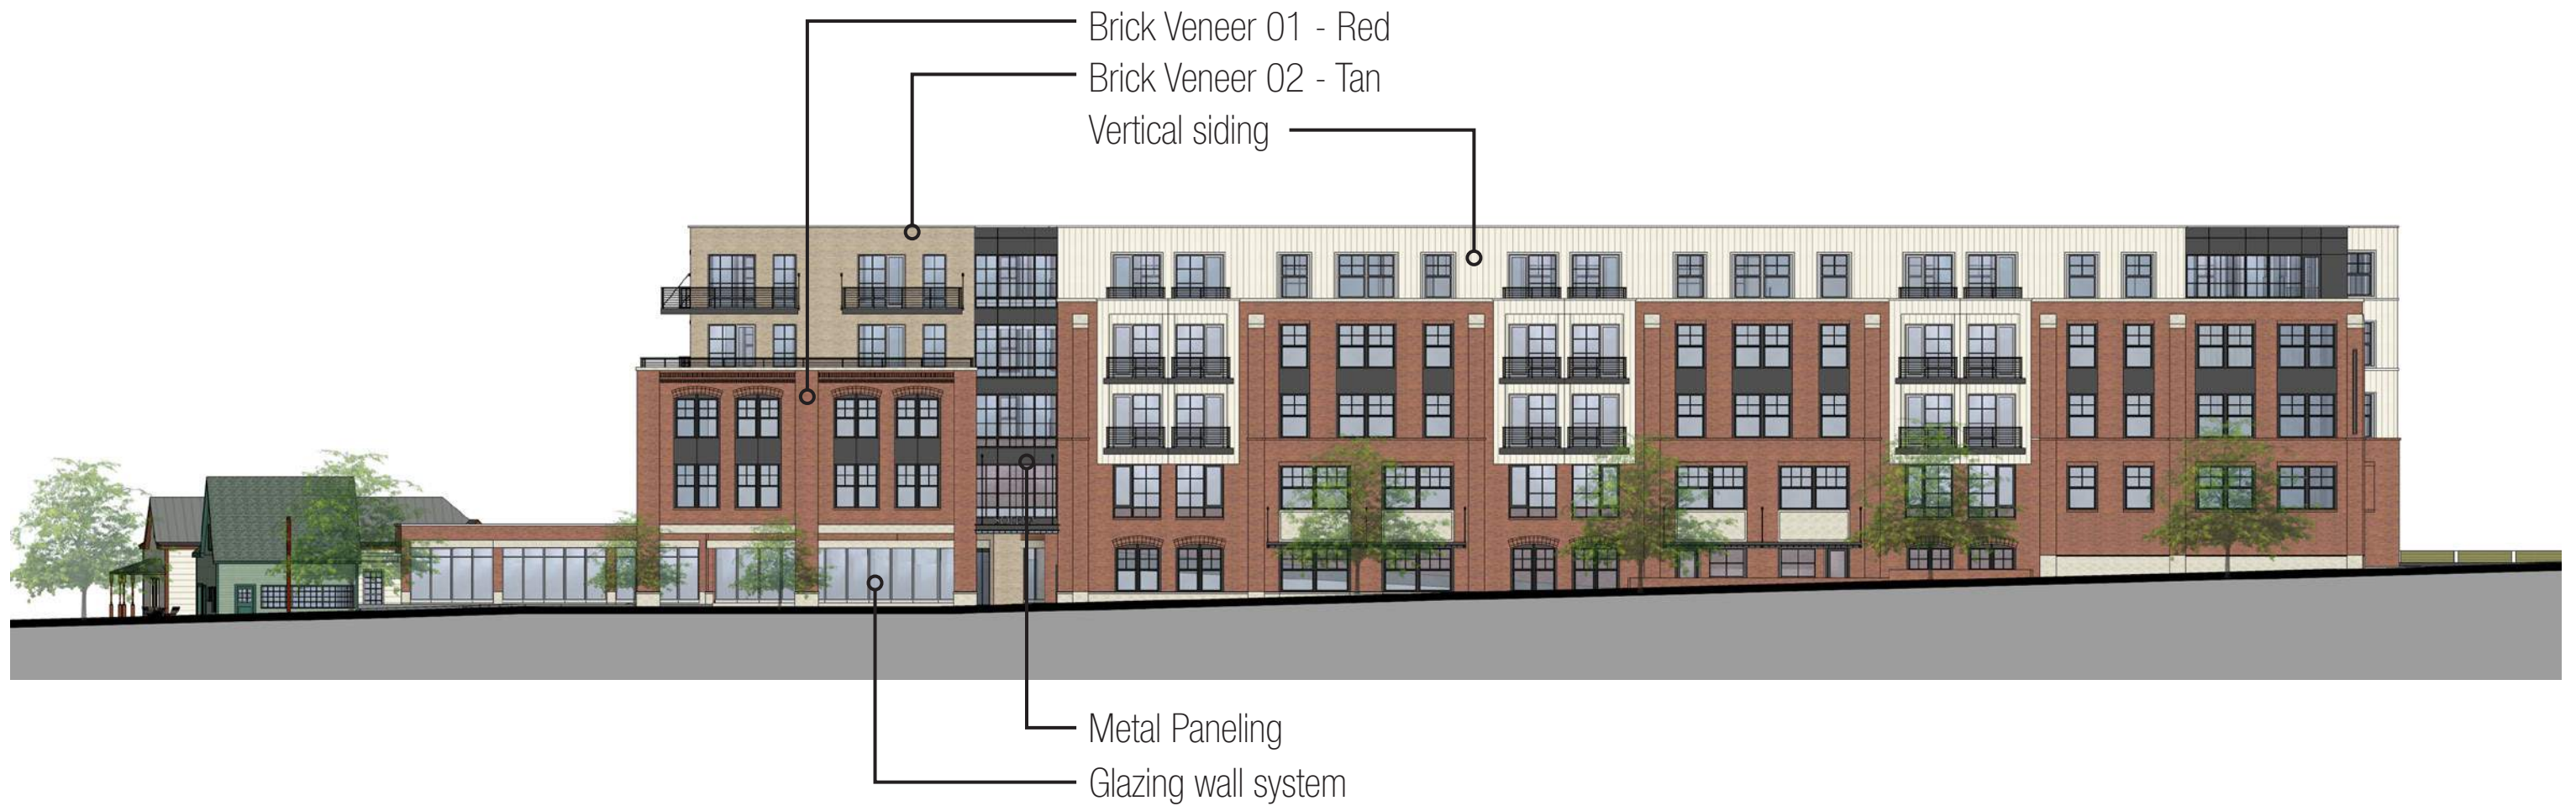 Brick Veneer 01 - Red
Brick Veneer 02 - Tan
Vertical siding
Metal Paneling
Glazing wall system